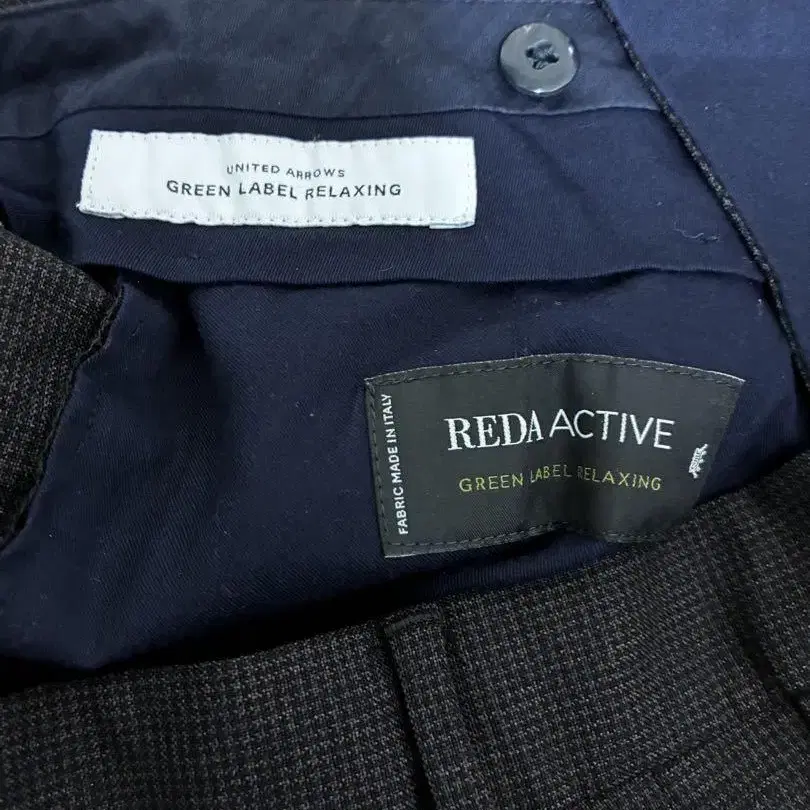 UNITED ARROWS
GREEN LABEL RELAXING
FABRIC MADE IN ITALY
REDA ACTIVE
GREEN LABEL RELAXING